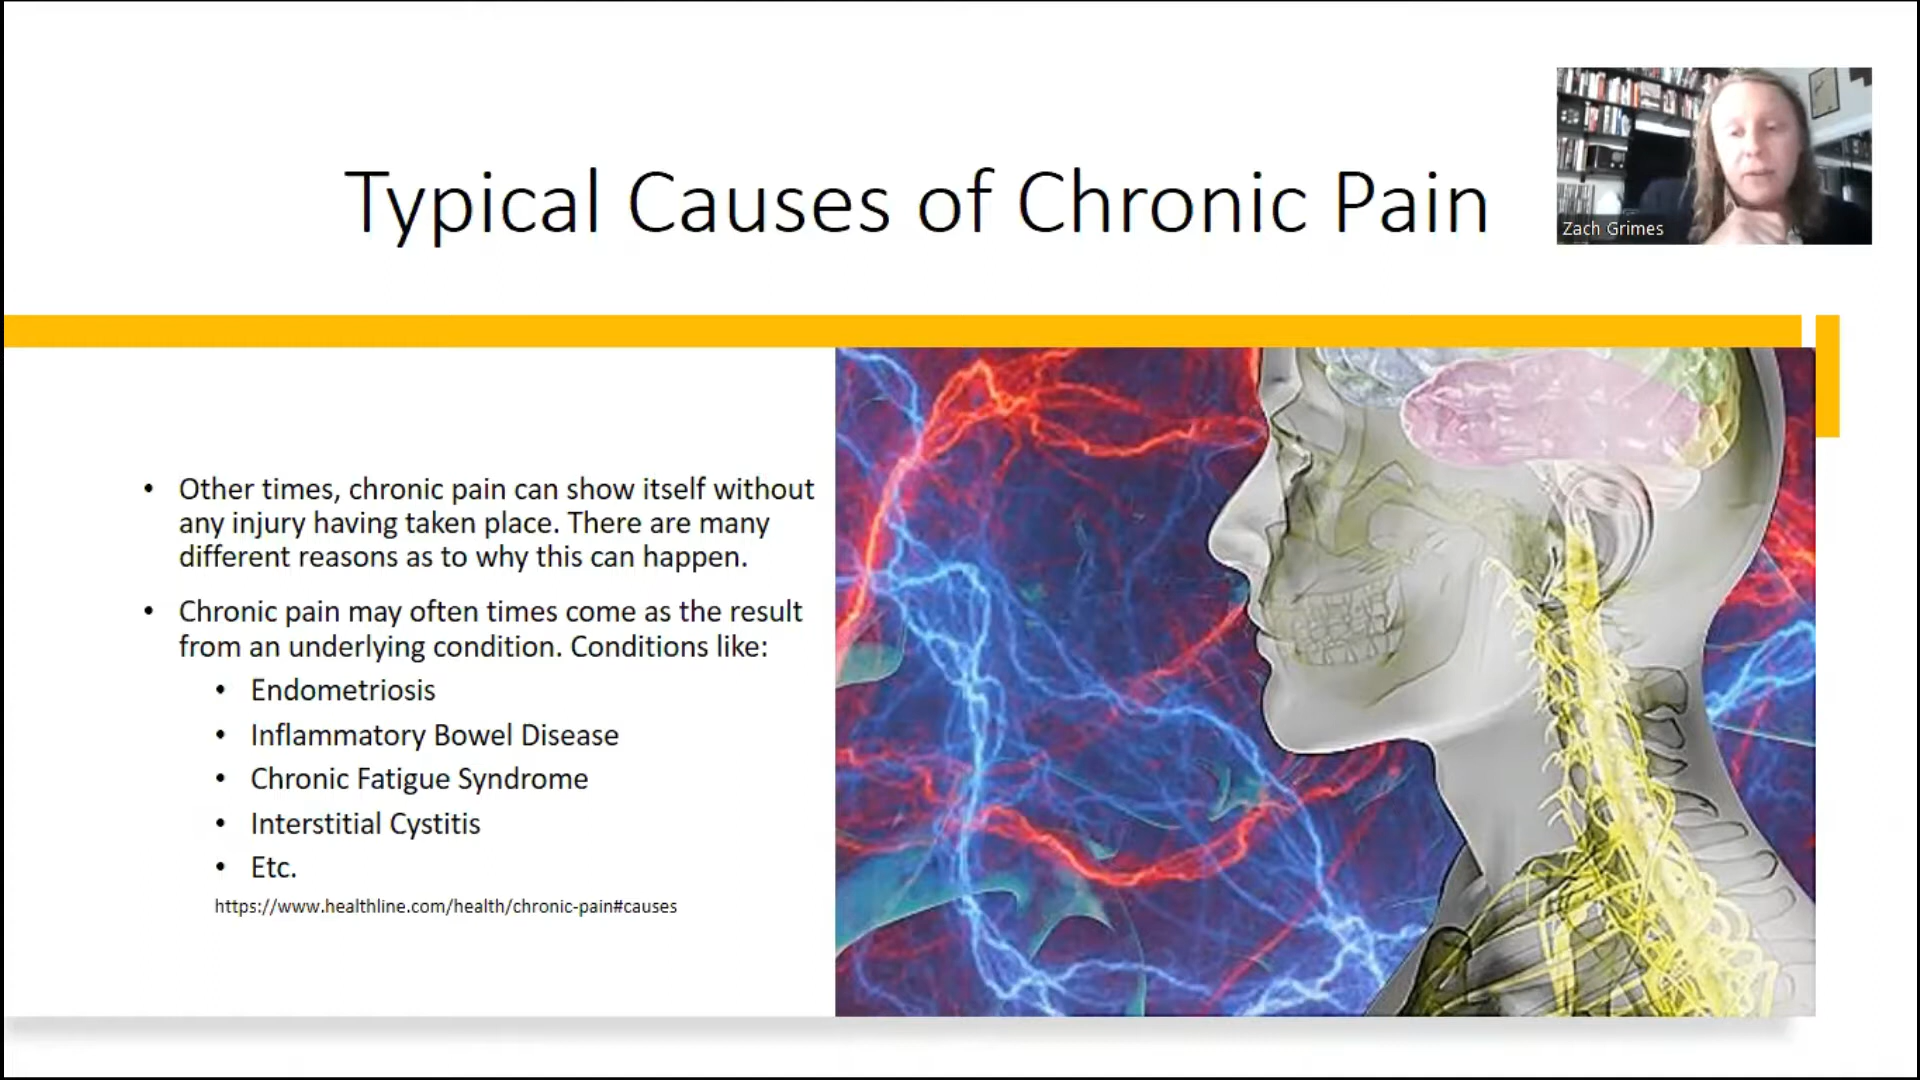 Typical Causes of Chronic Pain
Zach Grimes
• Other times, chronic pain can show itself without
any injury having taken place. There are many
different reasons as to why this can happen.
• Chronic pain may often times come as the result
from an underlying condition. Conditions like:
• Endometriosis
• Inflammatory Bowel Disease
• Chronic Fatigue Syndrome
• Interstitial Cystitis
• Etc.
https://www.healthline.com/health/chronic-pain#causes